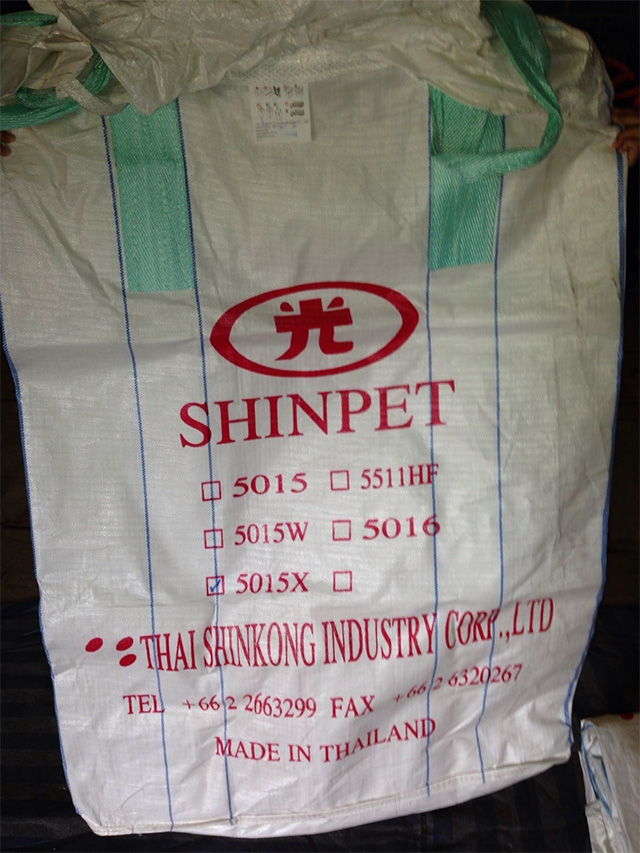 光
SHINPET
5015 5511HF
5015W 5016
5015X
THAI SHINKONG INDUSTRY CORP.,LTD
TEL +66 2 2663299 FAX +66 2 6320267
MADE IN THAILAND